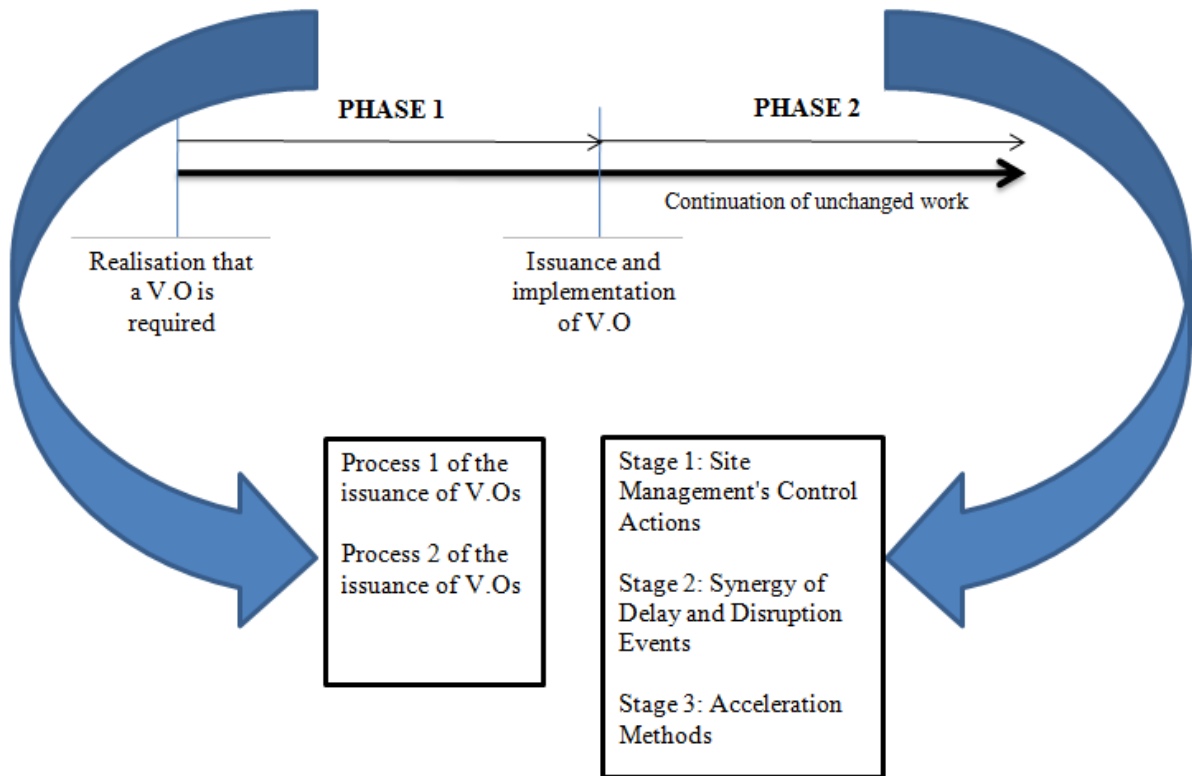 PHASE 1
PHASE 2
Continuation of unchanged work
Realisation that
a V.O is
required
Issuance and
implementation
of V.O
Process 1 of the
issuance of V.Os
Process 2 of the
issuance of V.Os
Stage 1: Site
Management's Control
Actions
Stage 2: Synergy of
Delay and Disruption
Events
Stage 3: Acceleration
Methods